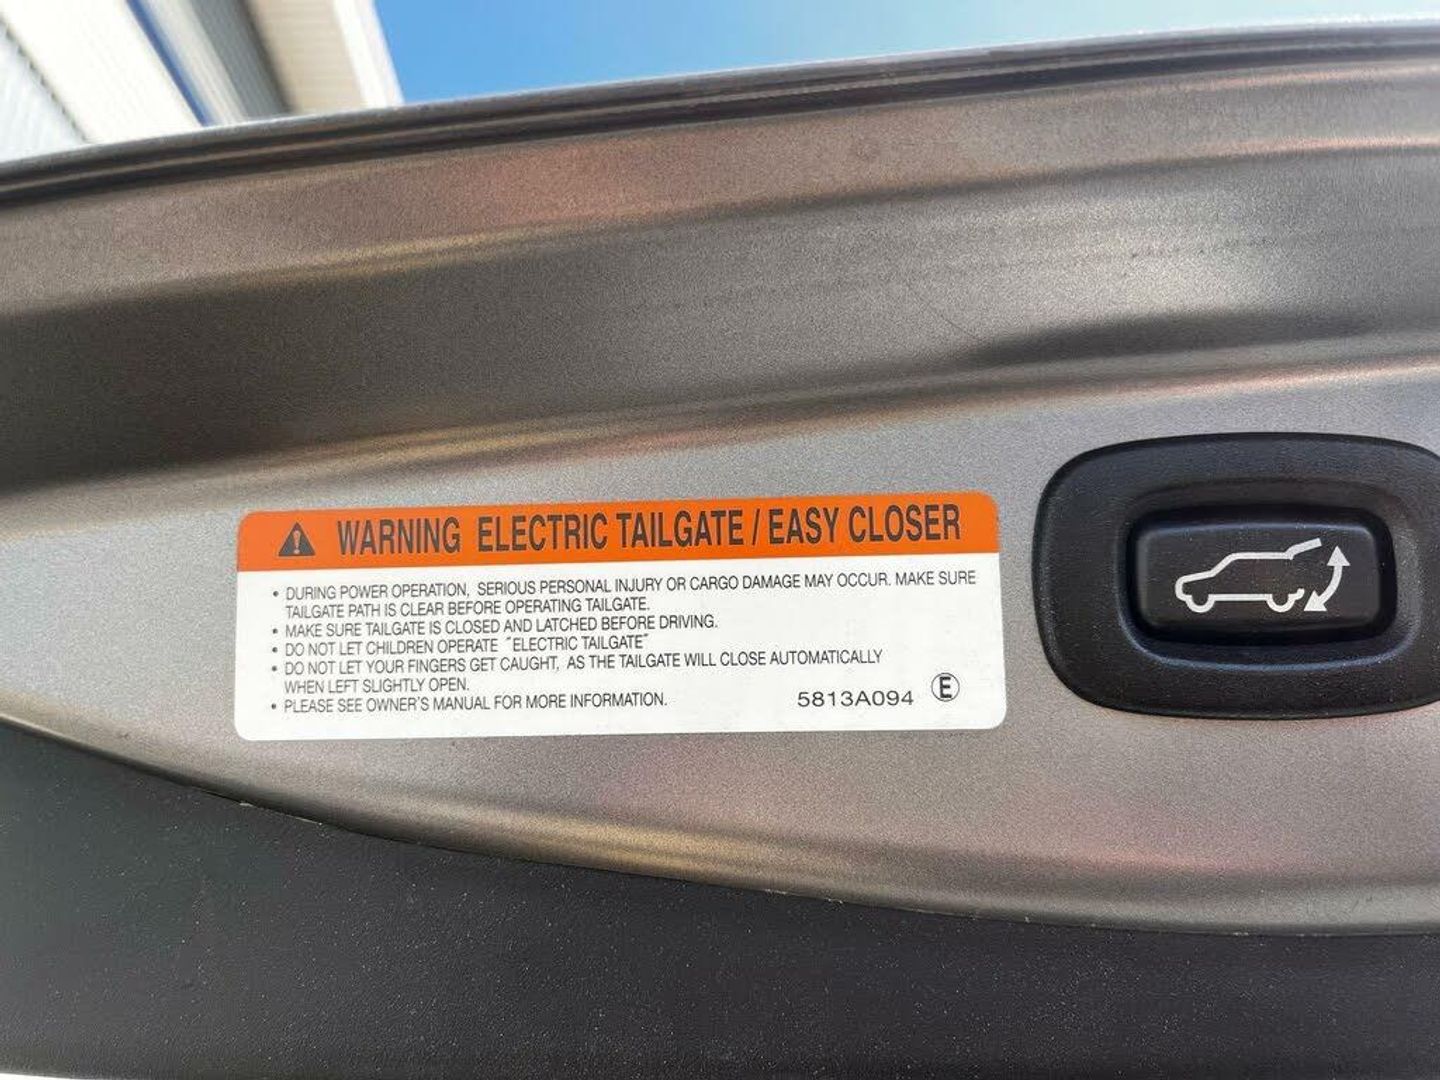 WARNING ELECTRIC TAILGATE / EASY CLOSER
• DURING POWER OPERATION, SERIOUS PERSONAL INJURY OR CARGO DAMAGE MAY OCCUR. MAKE SURE
TAILGATE PATH IS CLEAR BEFORE OPERATING TAILGATE.
• MAKE SURE TAILGATE IS CLOSED AND LATCHED BEFORE DRIVING.
• DO NOT LET CHILDREN OPERATE "ELECTRIC TAILGATE"
• DO NOT LET YOUR FINGERS GET CAUGHT, AS THE TAILGATE WILL CLOSE AUTOMATICALLY
WHEN LEFT SLIGHTLY OPEN.
• PLEASE SEE OWNER'S MANUAL FOR MORE INFORMATION.
5813A094 Ⓔ